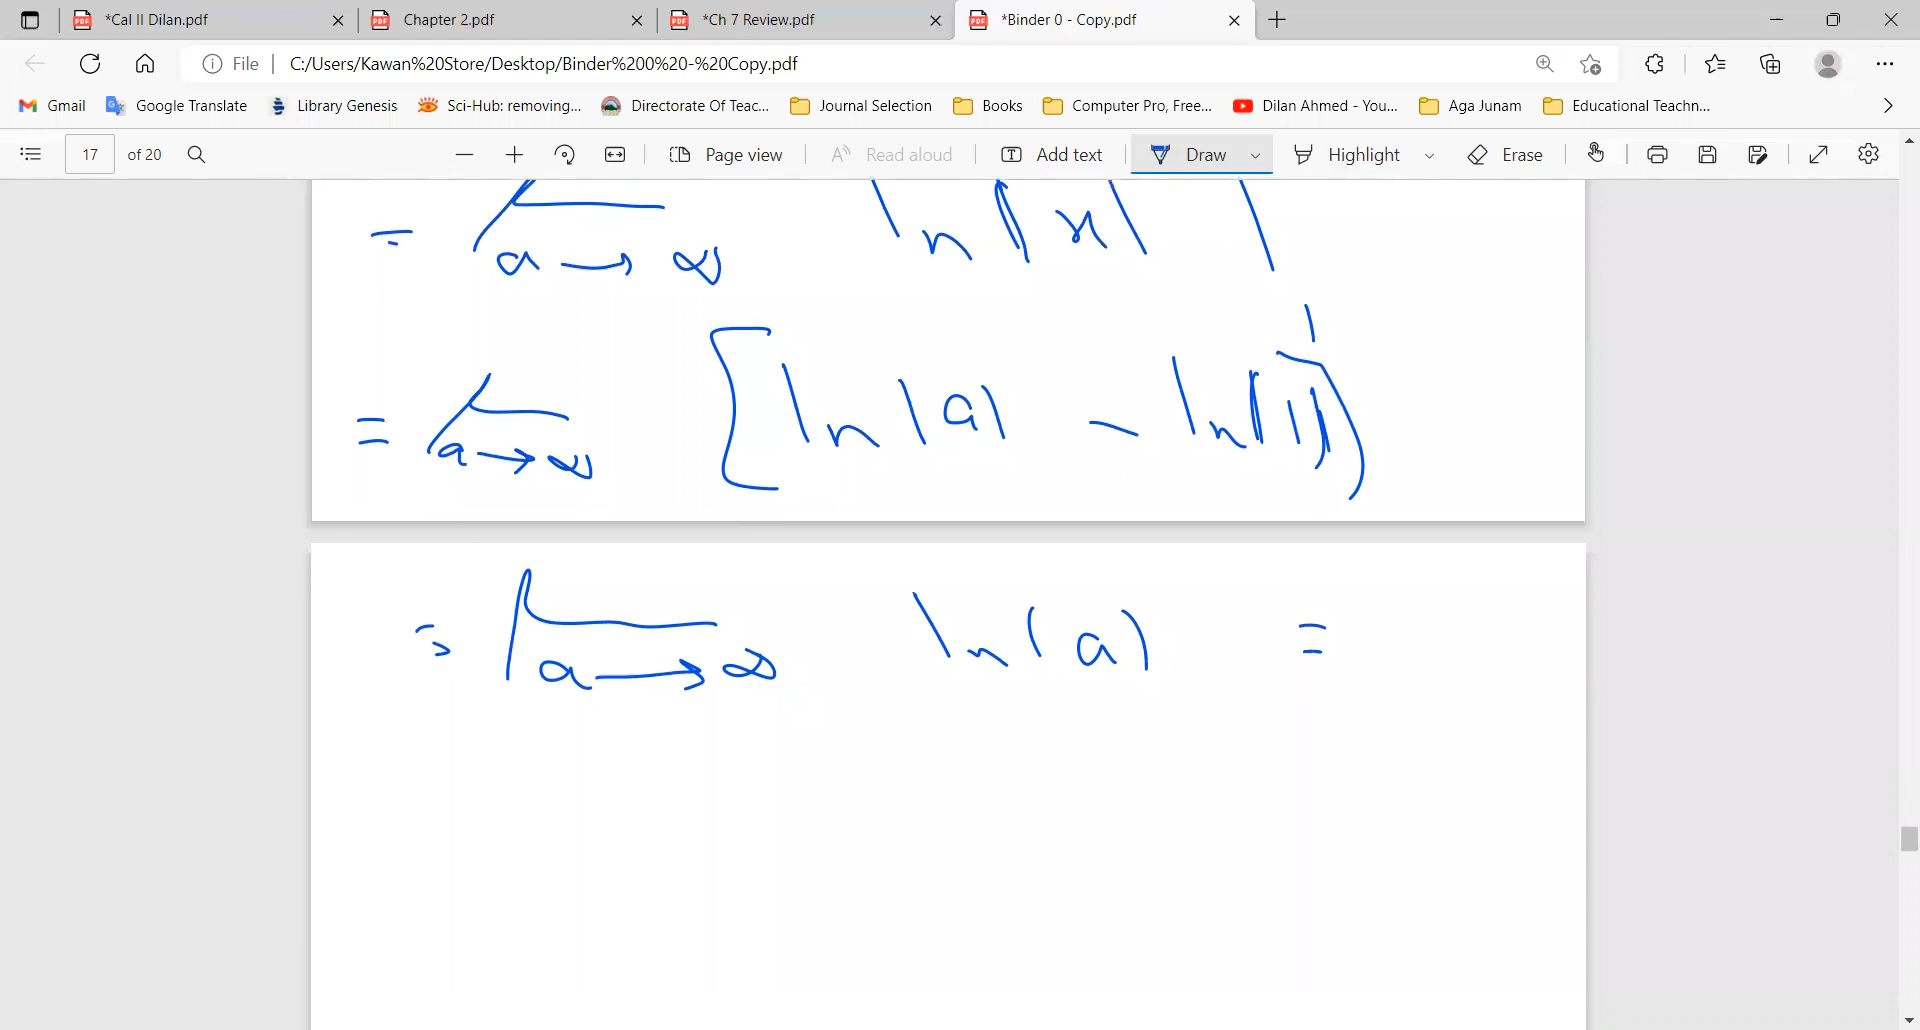 *Cal II Dilan.pdf Chapter 2.pdf *Ch 7 Review.pdf *Binder 0 - Copy.pdf
File C:/Users/Kawan%20Store/Desktop/Binder%200%20-%20Copy.pdf
Gmail Google Translate Library Genesis Sci-Hub: removing... Directorate Of Teac... Journal Selection Books Computer Pro, Free... Dilan Ahmed - You... Aga Junam Educational Teachn...
17 of 20 Page view Read aloud Add text Draw Highlight Erase
= a → ∞ ln |x|
= a → ∞ [ ln |a| - ln |1| ]
= a → ∞ ln |a| =